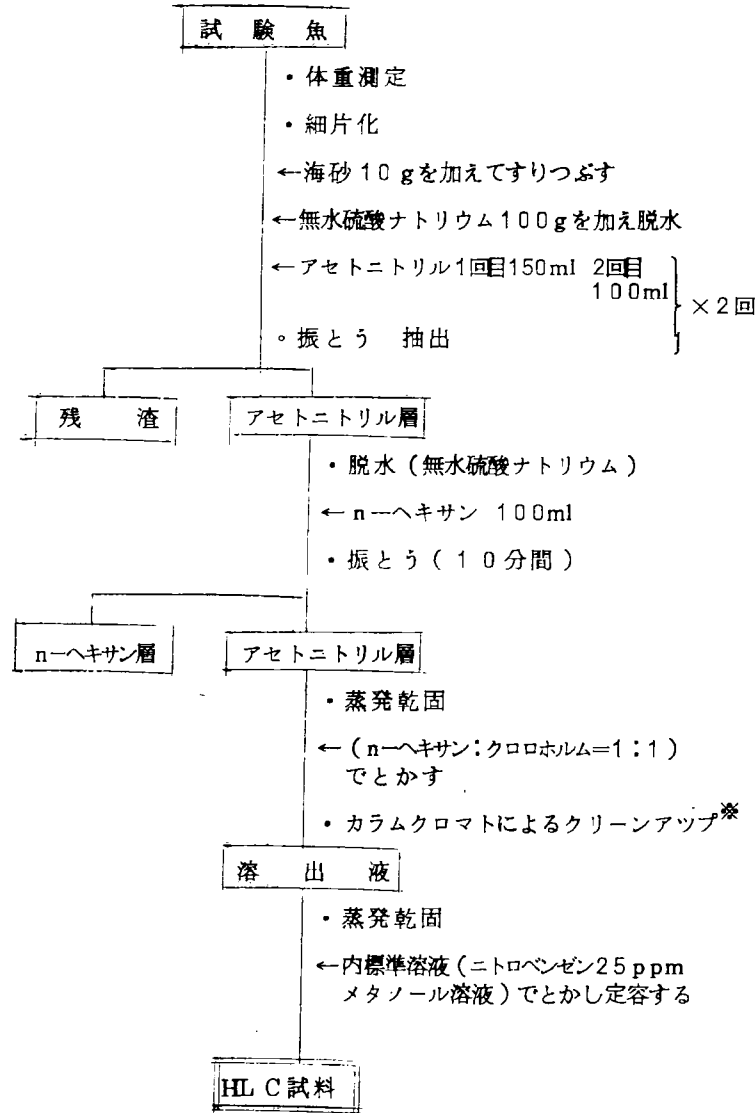 試験魚
・体重測定
・細片化
←海砂10gを加えてすりつぶす
←無水硫酸ナトリウム100gを加え脱水
←アセトニトリル1回目150ml 2回目
100ml
×2回
。振とう 抽出
残渣 アセトニトリル層
・脱水(無水硫酸ナトリウム)
←n-ヘキサン 100ml
・振とう(10分間)
n-ヘキサン層 アセトニトリル層
・蒸発乾固
←(n-ヘキサン:クロロホルム=1:1)
でとかす
・カラムクロマトによるクリーンアップ※
溶出液
・蒸発乾固
←内標準溶液(ニトロベンゼン25ppm
メタノール溶液)でとかし定容する
HLC試料